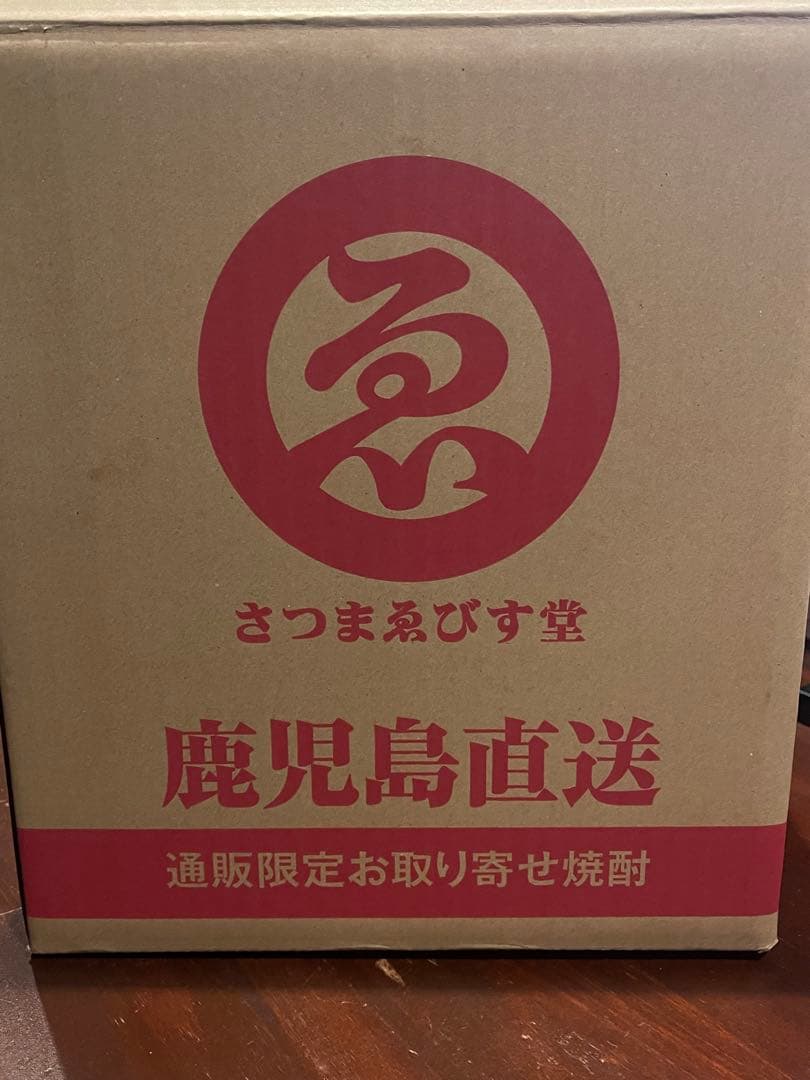 ゑ
さつまゑびす堂
鹿児島直送
通販限定お取り寄せ焼酎